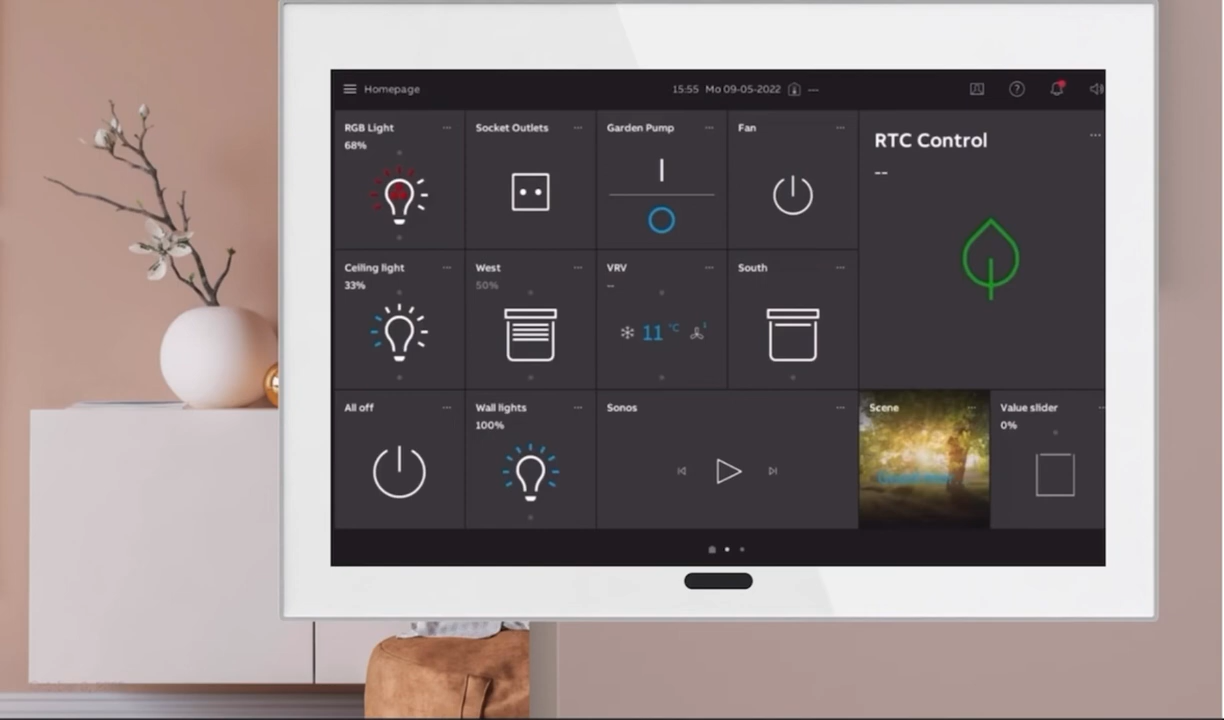 Homepage
15:55 Mo 09-05-2022
RGB Light
68%
Socket Outlets
Garden Pump
Fan
RTC Control
--
Ceiling light
33%
West
50%
VRV
--
11 °C
South
All off
Wall lights
100%
Sonos
Scene
Value slider
0%